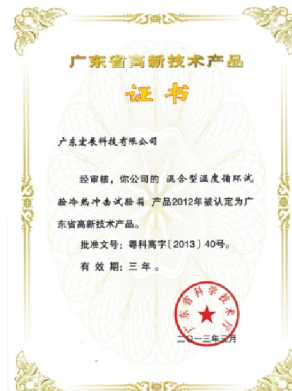 广东省高新技术产品
证书
广东宏展科技有限公司
经审核，你公司的 混合型温度循环试
验冷热冲击试验箱 产品2012年被认定为广
东省高新技术产品。
批准文号：粤科高字〔2013〕40号。
有效期：三年。
广东省科学技术厅
二〇一三年三月